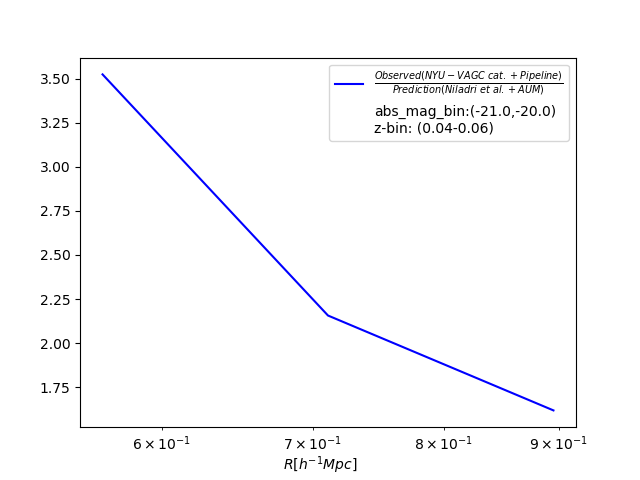 3.50
3.25
3.00
2.75
2.50
2.25
2.00
1.75
Observed(NYU − VAGC cat. + Pipeline)
Prediction(Niladri et al. + AUM)
abs_mag_bin:(-21.0,-20.0)
z-bin: (0.04-0.06)
6 × 10⁻¹ 7 × 10⁻¹ 8 × 10⁻¹ 9 × 10⁻¹
R[h⁻¹Mpc]